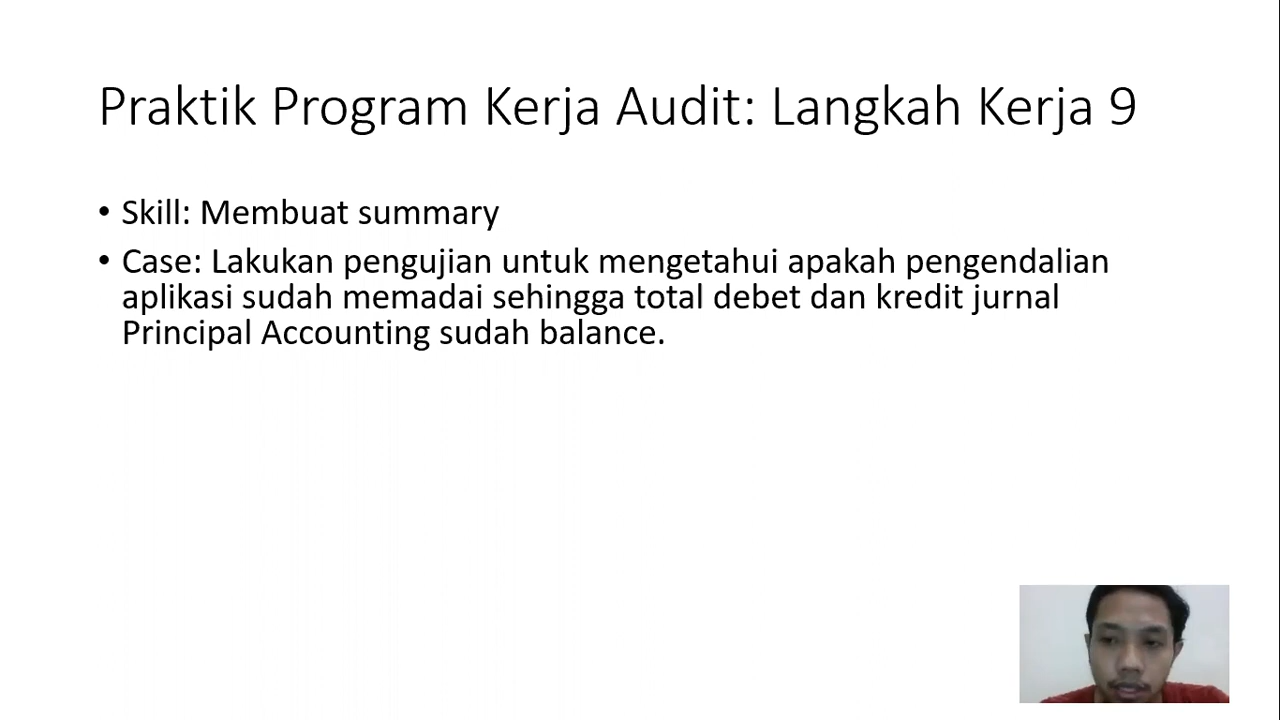 Praktik Program Kerja Audit: Langkah Kerja 9
• Skill: Membuat summary
• Case: Lakukan pengujian untuk mengetahui apakah pengendalian
aplikasi sudah memadai sehingga total debet dan kredit jurnal
Principal Accounting sudah balance.